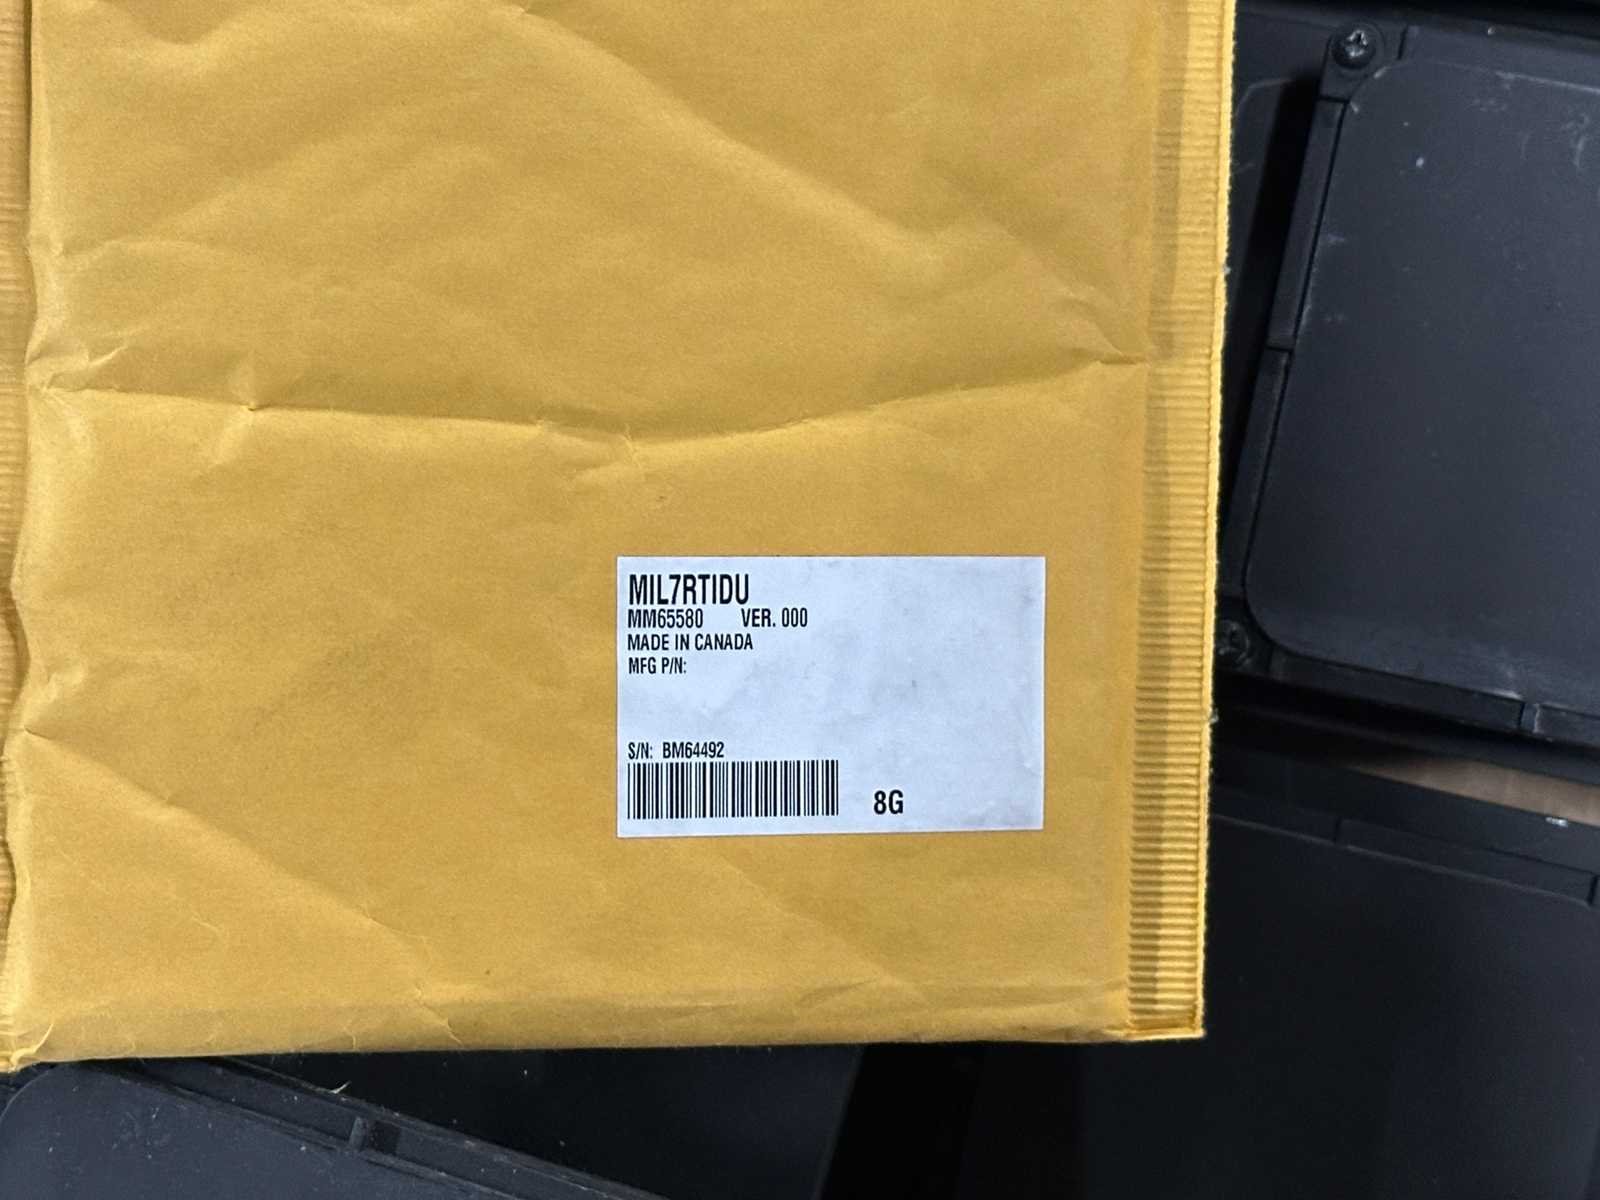 MIL7RTIDU
MM65580 VER. 000
MADE IN CANADA
MFG P/N:
S/N: BM64492
8G